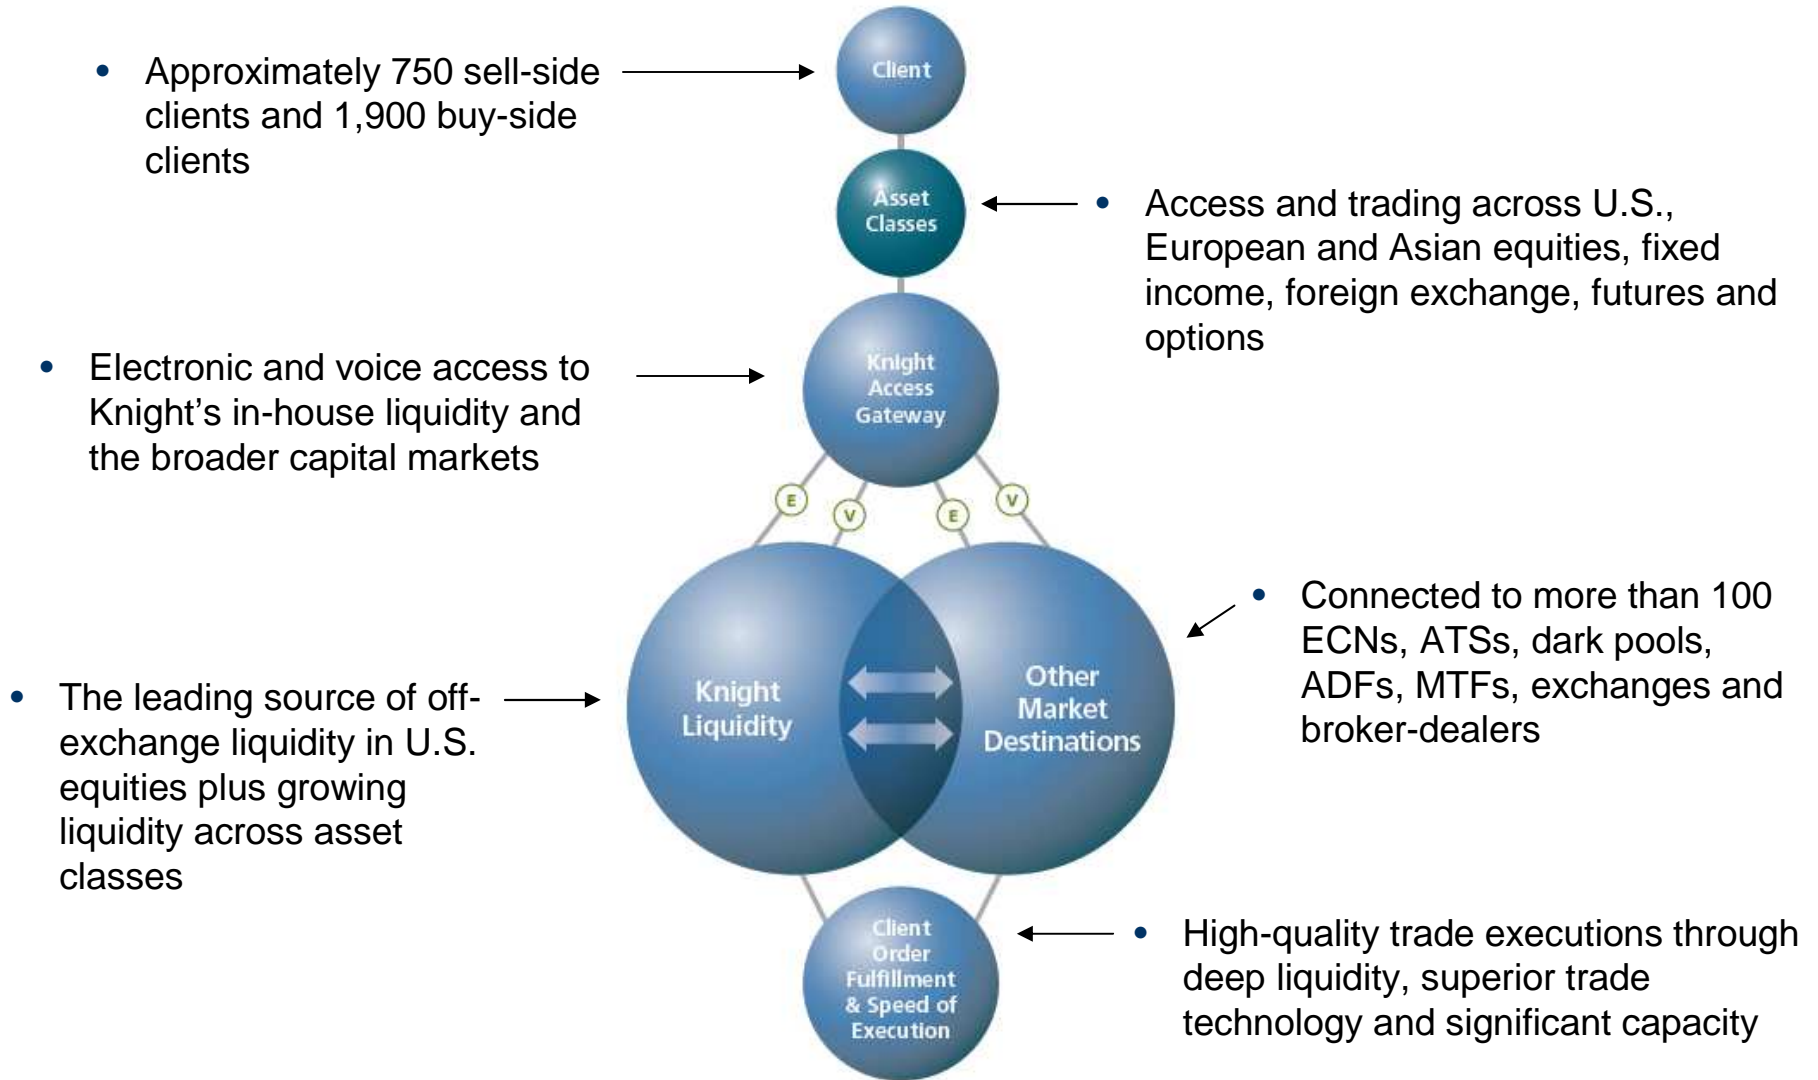 Client
• Approximately 750 sell-side
clients and 1,900 buy-side
clients
Asset
Classes
• Access and trading across U.S.,
European and Asian equities, fixed
income, foreign exchange, futures and
options
• Electronic and voice access to
Knight’s in-house liquidity and
the broader capital markets
Knight
Access
Gateway
E
V
E
V
• The leading source of off-
exchange liquidity in U.S.
equities plus growing
liquidity across asset
classes
Knight
Liquidity
Other
Market
Destinations
• Connected to more than 100
ECNs, ATSs, dark pools,
ADFs, MTFs, exchanges and
broker-dealers
Client
Order
Fulfillment
& Speed of
Execution
• High-quality trade executions through
deep liquidity, superior trade
technology and significant capacity